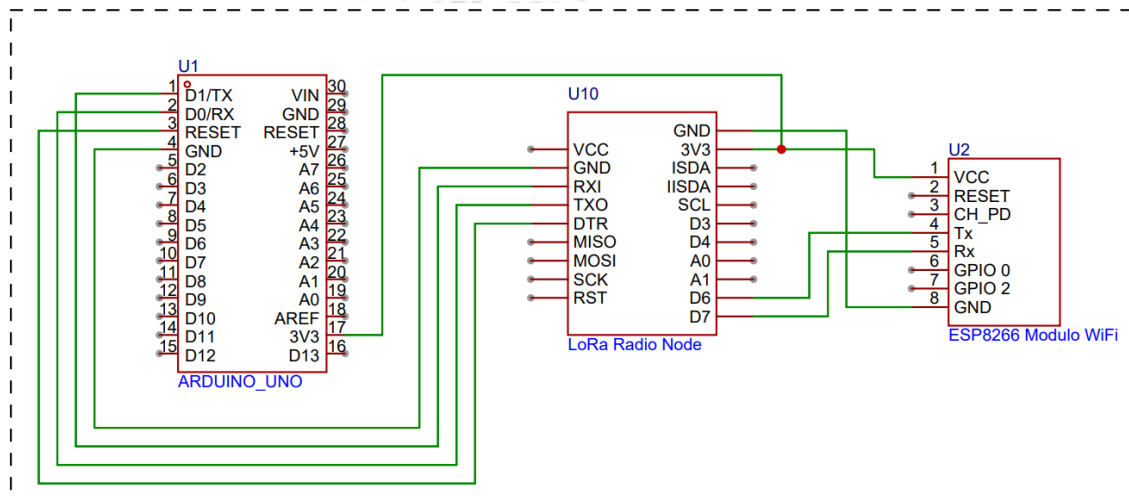 U1
1 D1/TX VIN 30
2 D0/RX GND 29
3 RESET RESET 28
4 GND +5V 27
5 D2 A7 26
6 D3 A6 25
7 D4 A5 24
8 D5 A4 23
9 D6 A3 22
10 D7 A2 21
11 D8 A1 20
12 D9 A0 19
13 D10 AREF 18
14 D11 3V3 17
15 D12 D13 16
ARDUINO_UNO
U10
GND
VCC 3V3
GND ISDA
RXI IISDA
TXO SCL
DTR D3
MISO D4
MOSI A0
SCK A1
RST D6
D7
LoRa Radio Node
U2
1 VCC
2 RESET
3 CH_PD
4 Tx
5 Rx
6 GPIO 0
7 GPIO 2
8 GND
ESP8266 Modulo WiFi